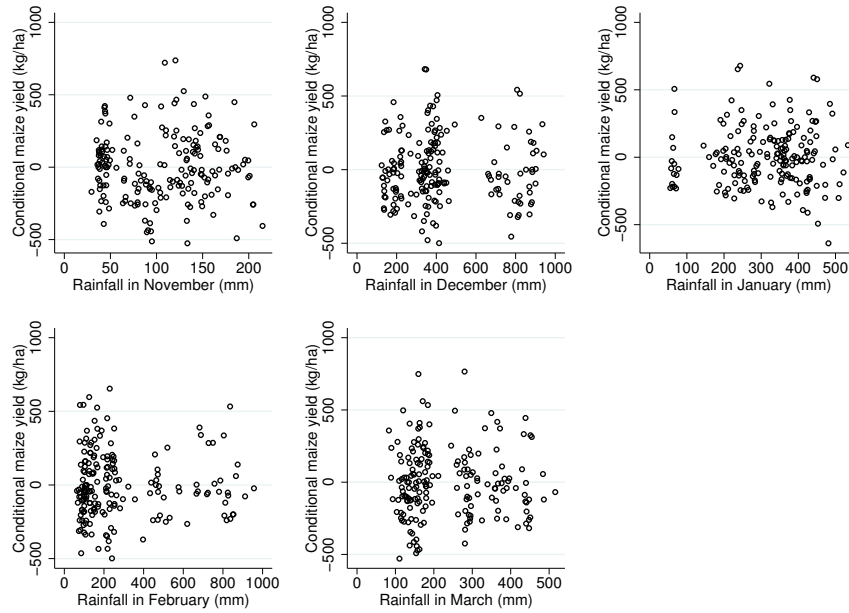 Conditional maize yield (kg/ha)
1000
500
0
−500
0 50 100 150 200
Rainfall in November (mm)
Conditional maize yield (kg/ha)
1000
500
0
−500
0 200 400 600 800 1000
Rainfall in December (mm)
Conditional maize yield (kg/ha)
1000
500
0
−500
0 100 200 300 400 500
Rainfall in January (mm)
Conditional maize yield (kg/ha)
1000
500
0
−500
0 200 400 600 800 1000
Rainfall in February (mm)
Conditional maize yield (kg/ha)
1000
500
0
−500
0 100 200 300 400 500
Rainfall in March (mm)